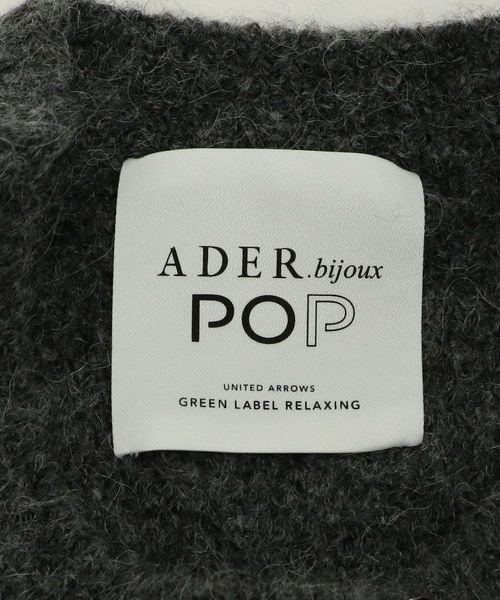 ADER.bijoux
POP
UNITED ARROWS
GREEN LABEL RELAXING